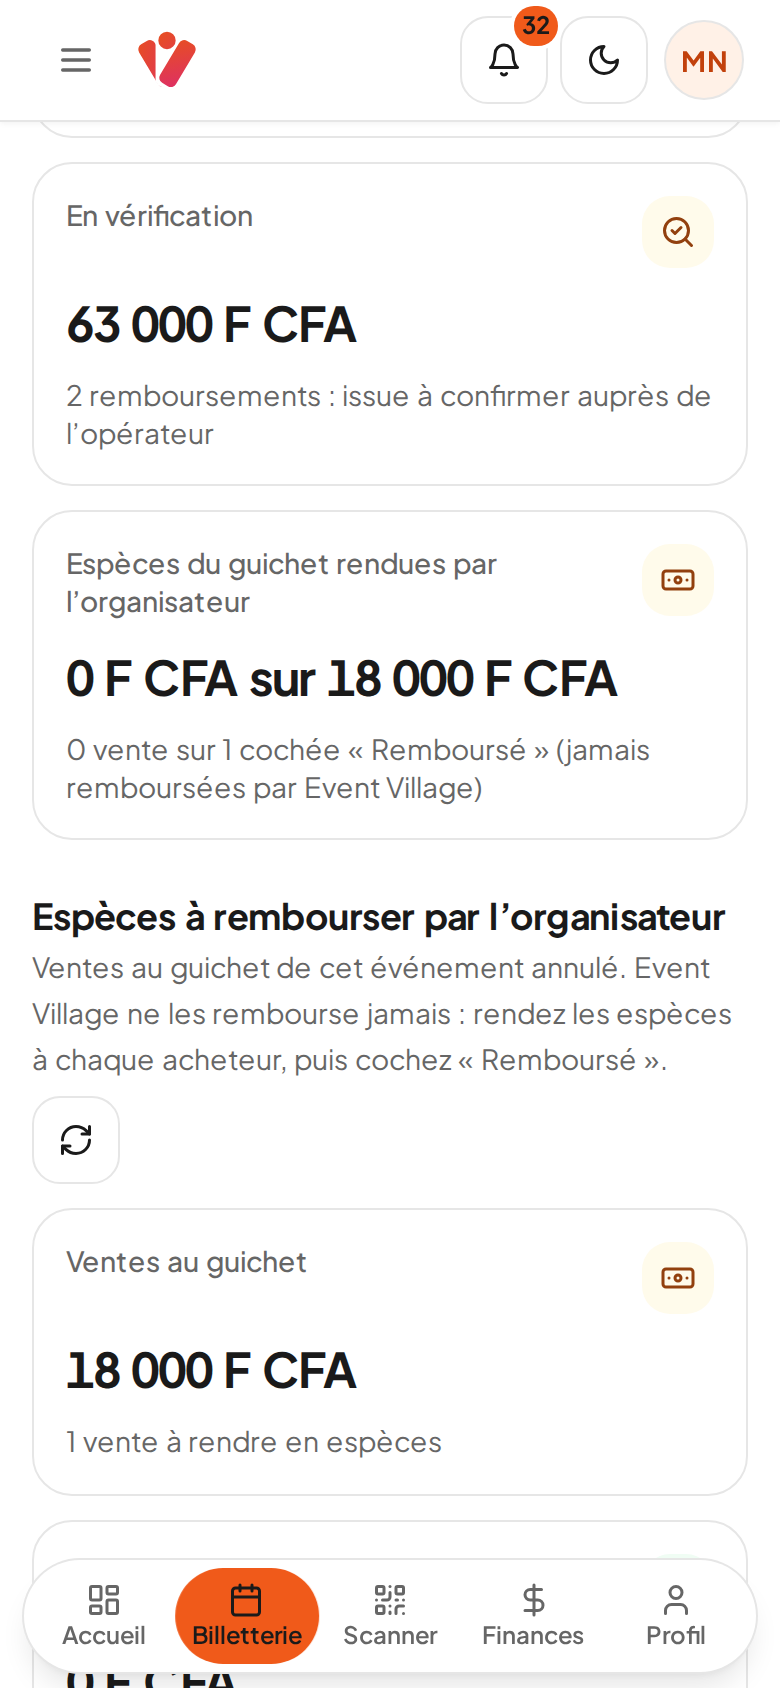 32
MN
En vérification
63 000 F CFA
2 remboursements : issue à confirmer auprès de
l’opérateur
Espèces du guichet rendues par
l’organisateur
0 F CFA sur 18 000 F CFA
0 vente sur 1 cochée « Remboursé » (jamais
remboursées par Event Village)
Espèces à rembourser par l’organisateur
Ventes au guichet de cet événement annulé. Event
Village ne les rembourse jamais : rendez les espèces
à chaque acheteur, puis cochez « Remboursé ».
Ventes au guichet
18 000 F CFA
1 vente à rendre en espèces
Accueil
Billetterie
Scanner
Finances
Profil
0 F CFA